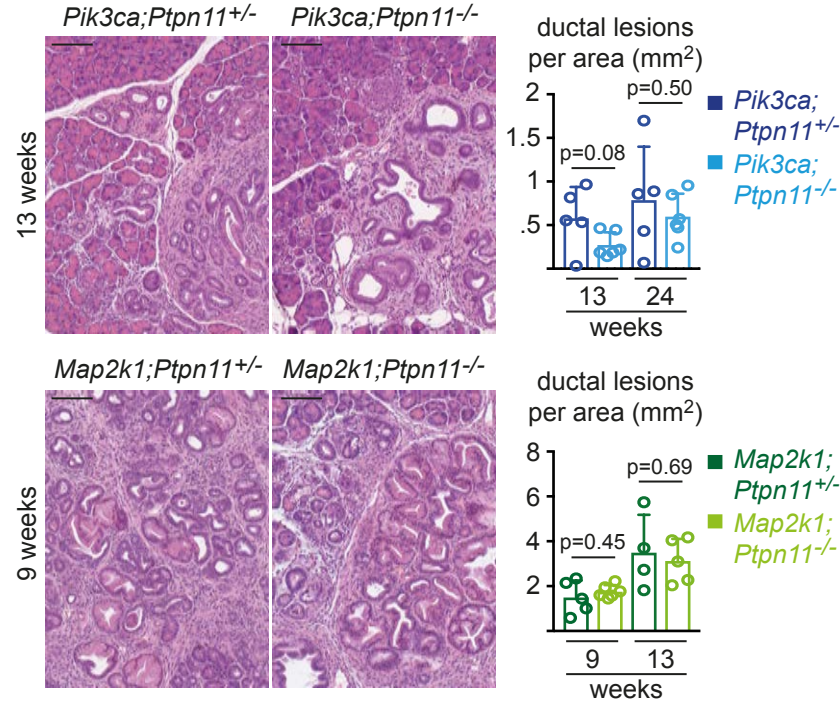 Pik3ca;Ptpn11+/- Pik3ca;Ptpn11-/-
13 weeks
ductal lesions
per area (mm2)
2
1.5
1
.5
p=0.08
p=0.50
13 24
weeks
Pik3ca;
Ptpn11+/-
Pik3ca;
Ptpn11-/-
Map2k1;Ptpn11+/- Map2k1;Ptpn11-/-
9 weeks
ductal lesions
per area (mm2)
8
6
4
2
p=0.45
p=0.69
9 13
weeks
Map2k1;
Ptpn11+/-
Map2k1;
Ptpn11-/-